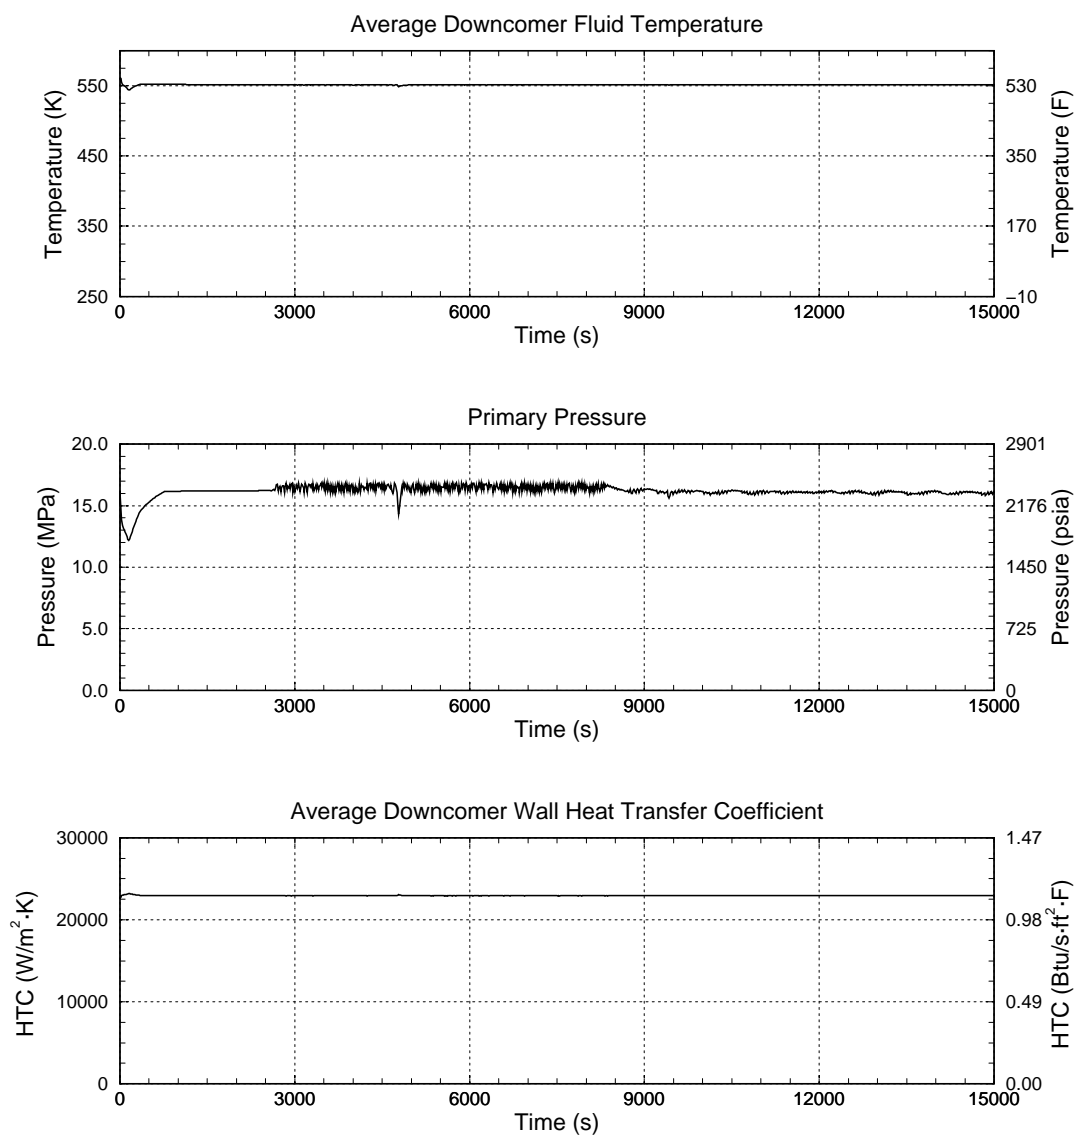 Average Downcomer Fluid Temperature
550
450
350
250
530
350
170
−10
Temperature (K)
Temperature (F)
0 3000 6000 9000 12000 15000
Time (s)
Primary Pressure
20.0
15.0
10.0
5.0
0.0
2901
2176
1450
725
0
Pressure (MPa)
Pressure (psia)
0 3000 6000 9000 12000 15000
Time (s)
Average Downcomer Wall Heat Transfer Coefficient
30000
20000
10000
0
1.47
0.98
0.49
0.00
HTC (W/m²·K)
HTC (Btu/s·ft²·F)
0 3000 6000 9000 12000 15000
Time (s)